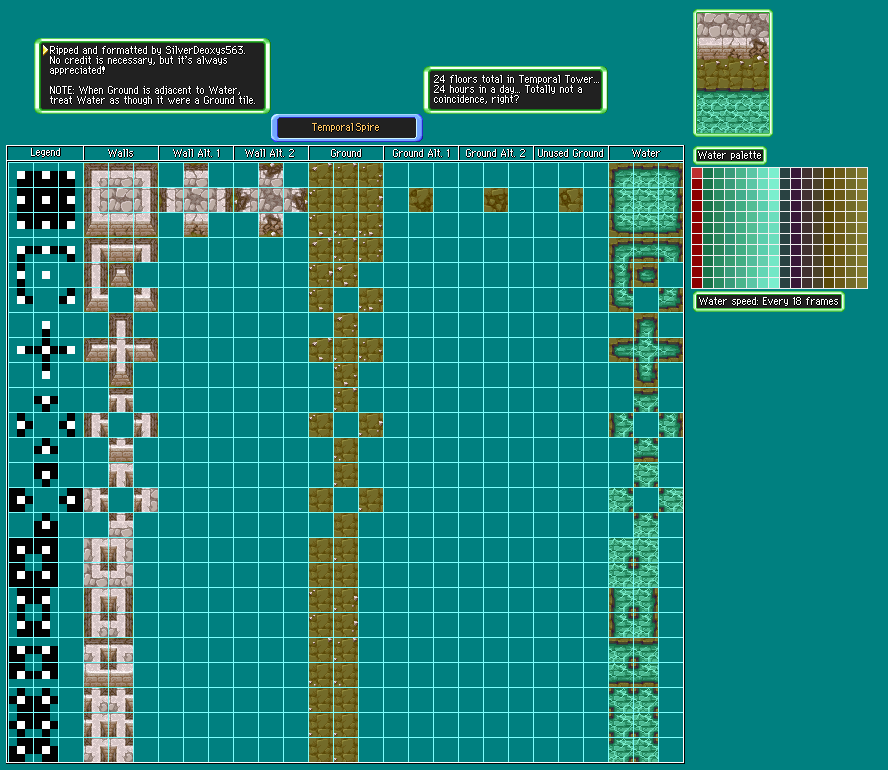 Ripped and formatted by SilverDeoxys563.
No credit is necessary, but it's always
appreciated!
NOTE: When Ground is adjacent to Water,
treat Water as though it were a Ground tile.
24 floors total in Temporal Tower...
24 hours in a day... Totally not a
coincidence, right?
Temporal Spire
Legend Walls Wall Alt. 1 Wall Alt. 2 Ground Ground Alt. 1 Ground Alt. 2 Unused Ground Water
Water palette
Water speed: Every 18 frames